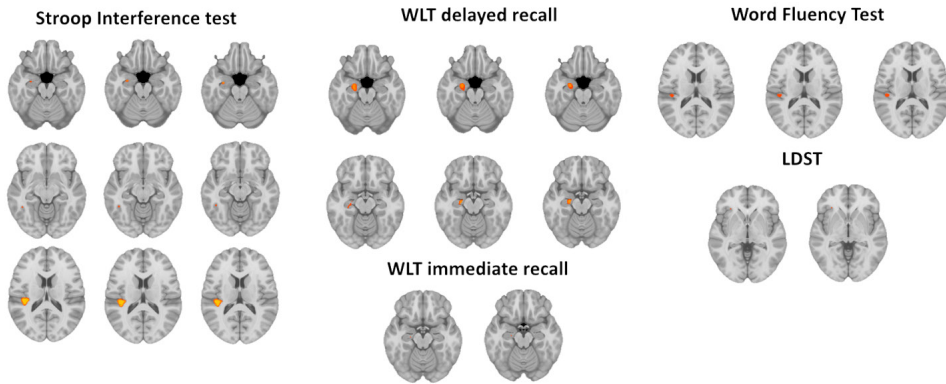 Stroop Interference test
WLT delayed recall
Word Fluency Test
LDST
WLT immediate recall